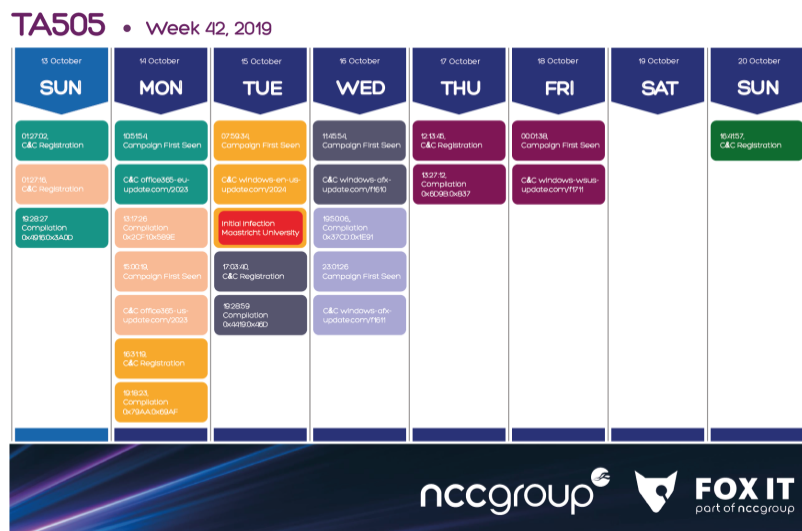 TA505 • Week 42, 2019
13 October
SUN
14 October
MON
15 October
TUE
16 October
WED
17 October
THU
18 October
FRI
19 October
SAT
20 October
SUN
01:27:02,
C&C Registration
01:27:16,
C&C Registration
19:28:27
Compilation
0x4916:0x3A0D
10:51:54,
Campaign First Seen
C&C office365-eu-
update.com/2023
13:17:26
Compilation
0x2CF1:0x569E
15:00:19,
Campaign First Seen
C&C office365-us-
update.com/2023
16:31:19,
C&C Registration
19:18:23,
Compilation
0x79AA:0x69AF
07:59:34,
Campaign First Seen
C&C windows-en-us-
update.com/2024
Initial Infection
Maastricht University
17:03:40,
C&C Registration
19:28:59
Compilation
0x4419:0x46D
11:45:54,
Campaign First Seen
C&C windows-afx-
update.com/f1610
19:50:06,
Compilation
0x37CD:0x1E91
23:01:26
Campaign First Seen
C&C windows-afx-
update.com/f1611
12:13:45,
C&C Registration
13:27:12,
Compilation
0x6D98:0x837
00:01:38,
Campaign First Seen
C&C windows-wsus-
update.com/f1711
16:41:57,
C&C Registration
nccgroup
FOX IT
part of nccgroup